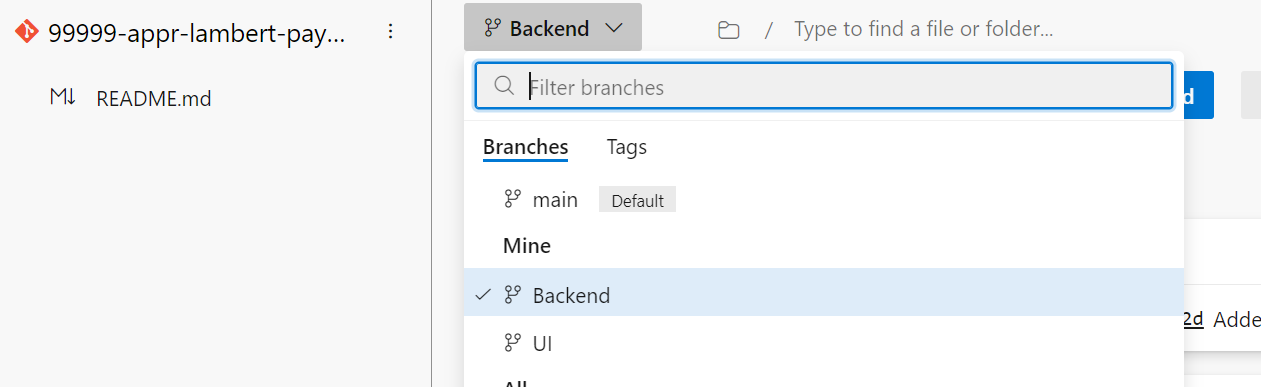 99999-appr-lambert-pay...
README.md
Backend
/ Type to find a file or folder...
Filter branches
d
Branches
Tags
main
Default
Mine
Backend
UI
2d Adde
All